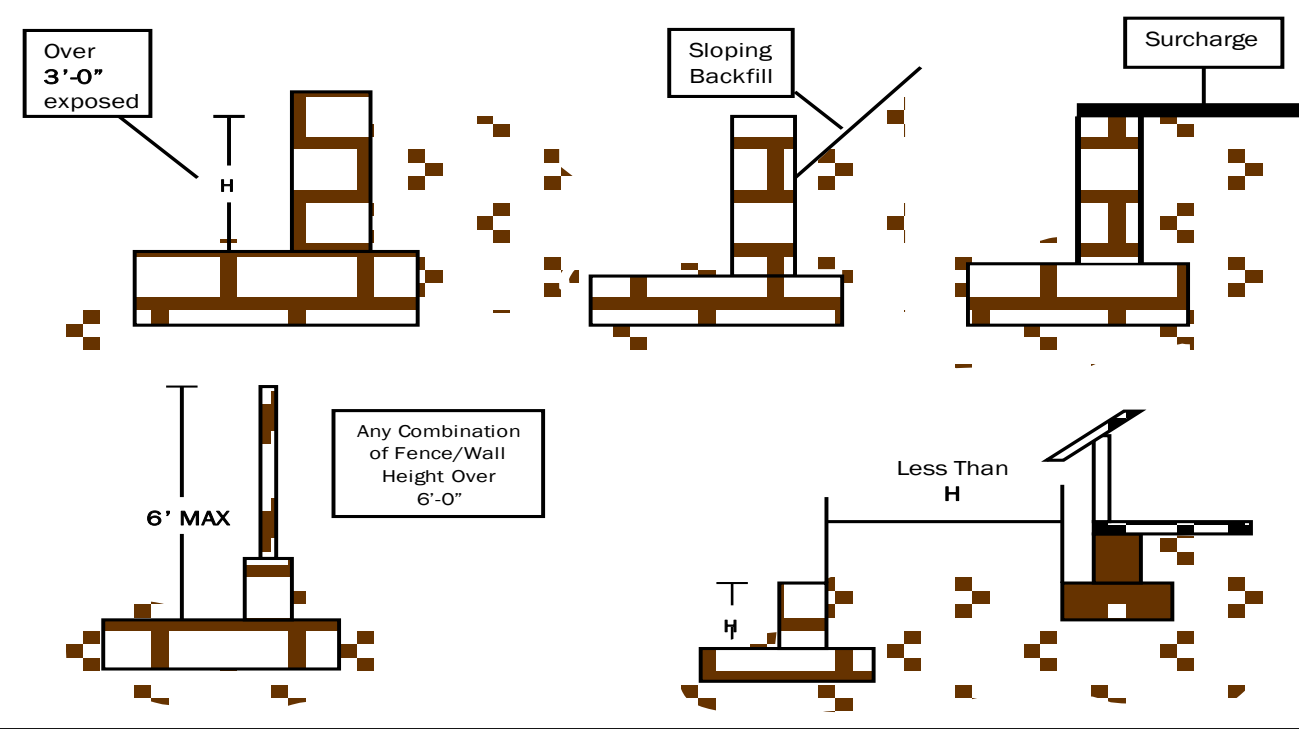 Over
3’-0”
exposed
H
Sloping
Backfill
Surcharge
6’ MAX
Any Combination
of Fence/Wall
Height Over
6’-0”
Less Than
H
H